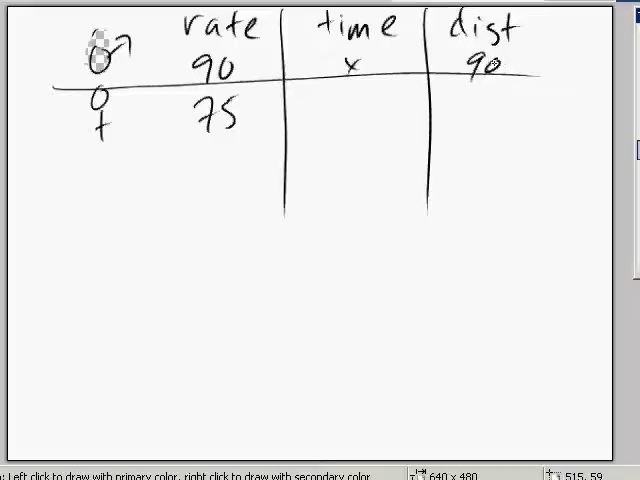 rate time dist
90 x 90
75
: Left click to draw with primary color, right click to draw with secondary color 640 x 480 515, 59